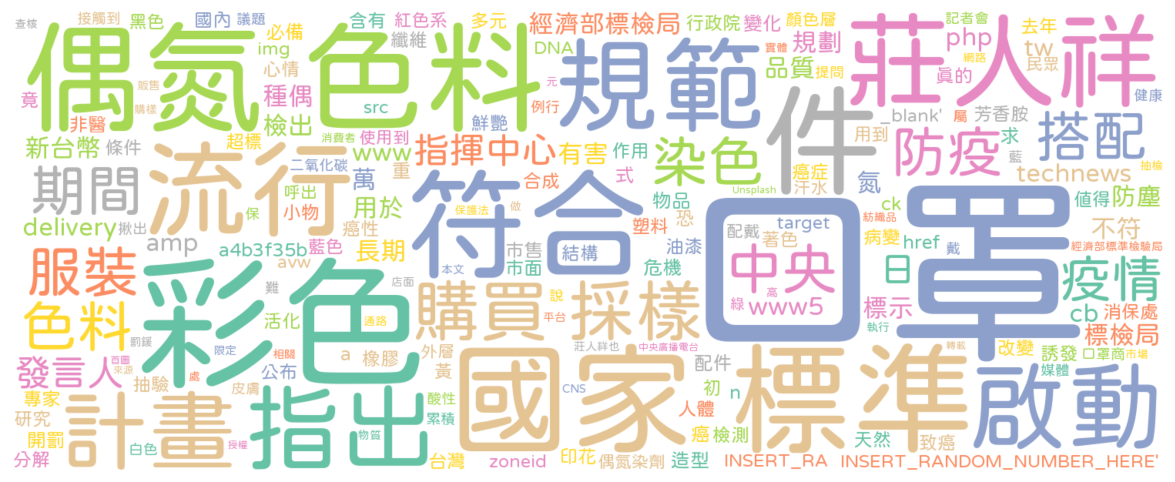 查核 接觸到 黑色 國內 議題 含有 紅色系 多元 經濟部標檢局 行政院 變化 顏色層 記者會 去年
偶氮色料 規範 莊人祥
必備 img 纖維 DNA 實體 規劃 php tw
心情 品質 提問 真的 網路 民眾
竟 販售 種偶 src 鮮艷 元 例行 件 健康
購樣 非醫 檢出 消費者 使用到 blank' 屬 芳香胺
新台幣 條件 超標 www 指揮中心 有害 作用 染色 防疫 用到 求 藍 搭配
流行 二氧化碳 萬 重 合成 式 Unsplash 癌症 氮 technews 抽檢
期間 呼出 保 小物 用於 符合 保護法 做 物品 塑料 恐 汗水 ck 值得 防塵
delivery 揪出 癌性 配戴 target 病變 紡織品 不符
amp a4b3f35b 藍色 長期 市售 結構 油漆 著色 href 戴 經濟部標準檢驗局
服裝 avw 本文 市面 危機 中央 口罩 日 疫情
彩色 難 店面 高 標示
色料 活化 通路 購買 說 採樣 綠 www5 執行 cb 消保處
罰鍰 限定 a 橡膠 平台 標檢局
首圖 外層 莊人祥也 中央廣播電台 轉載 改變 誘發 口罩商 市場
發言人 來源 抽驗 處 相關 公布 皮膚 黃 國家 配件 標準 媒體
專家 計畫 指出 酸性 CNS 初 n 啟動
研究 累積 人體
開罰 白色 物質 癌 檢測 天然 致癌
分解 授權 台灣 zoneid 印花 偶氮染劑 造型 INSERT_RA INSERT_RANDOM_NUMBER_HERE'